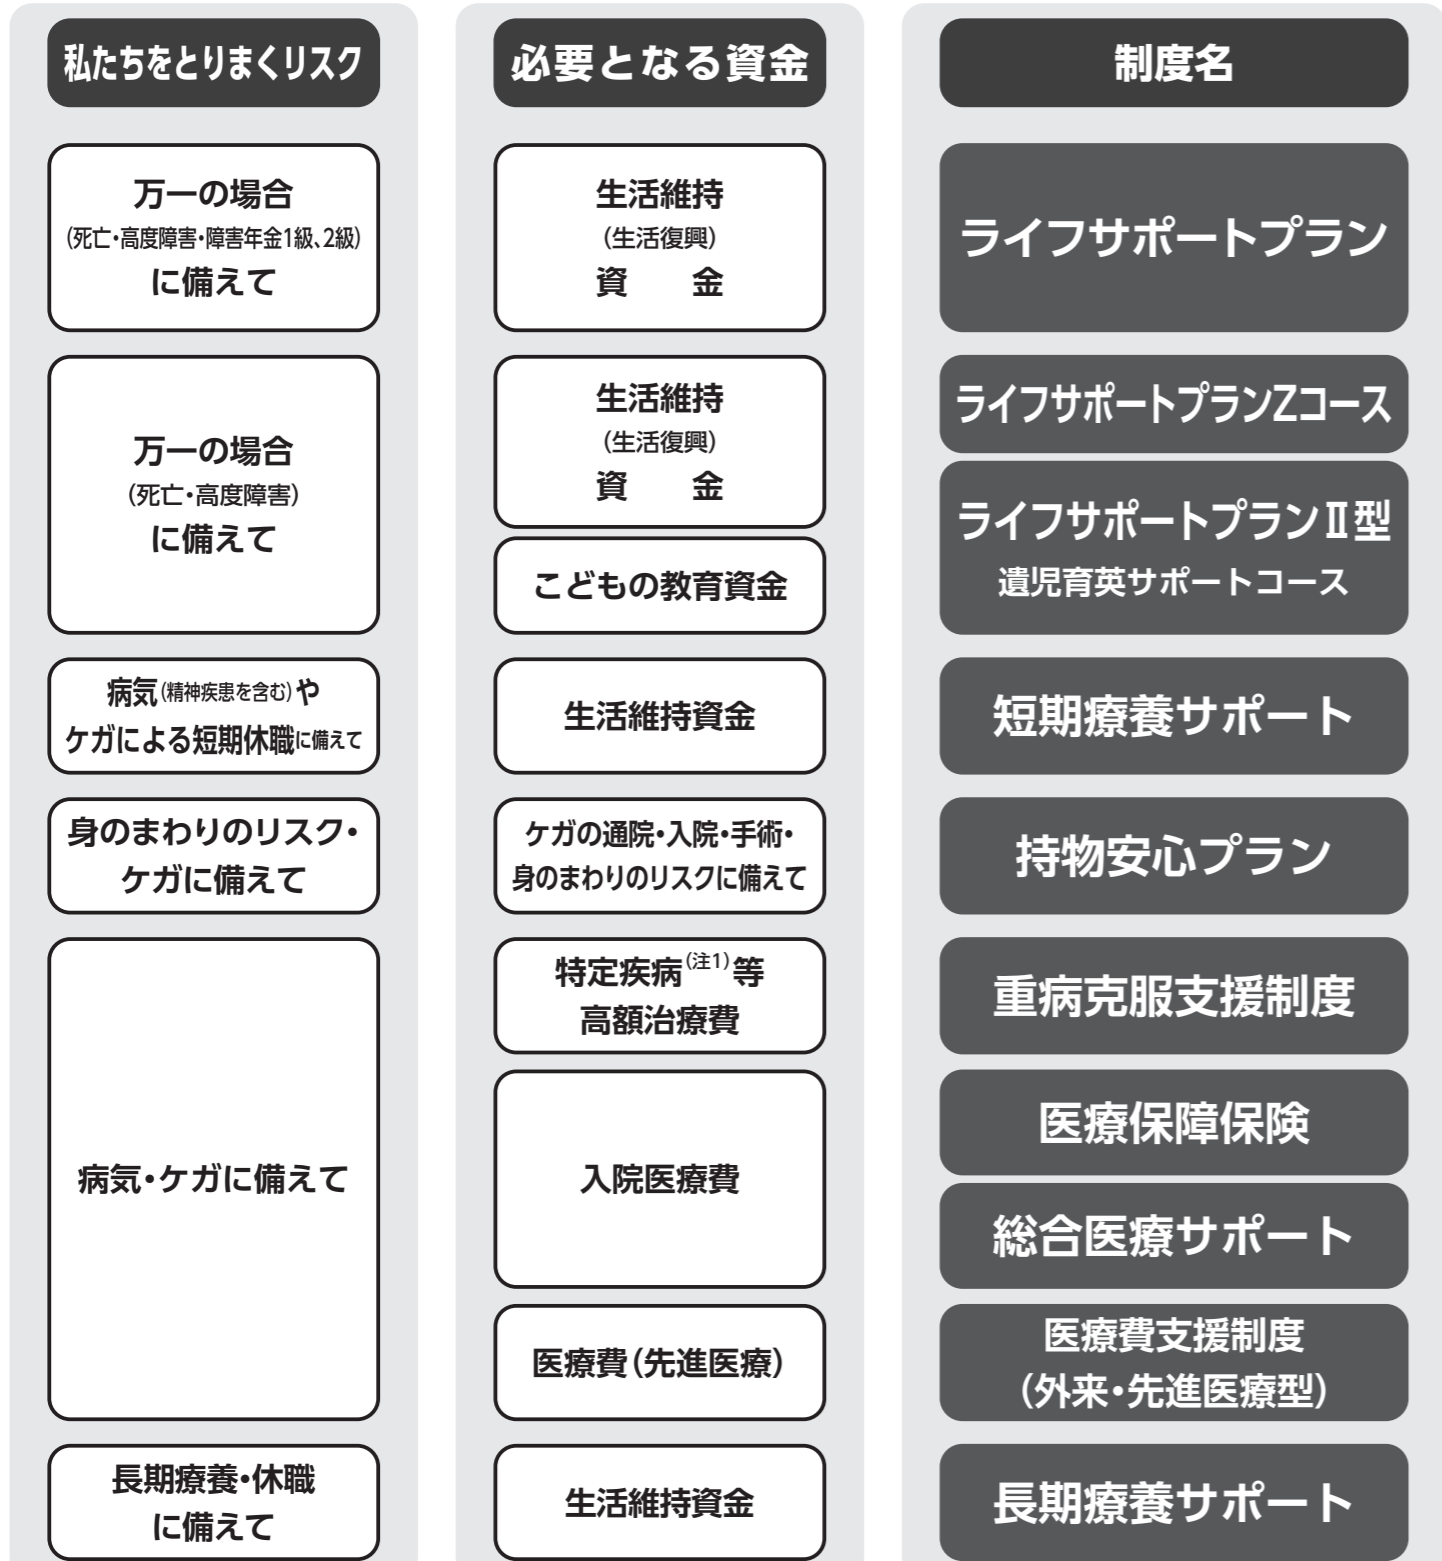 私たちをとりまくリスク
必要となる資金
制度名
万一の場合
(死亡・高度障害・障害年金1級、2級)
に備えて
生活維持
(生活復興)
資　　金
ライフサポートプラン
万一の場合
(死亡・高度障害)
に備えて
生活維持
(生活復興)
資　　金
こどもの教育資金
ライフサポートプランZコース
ライフサポートプランⅡ型
遺児育英サポートコース
病気(精神疾患を含む)や
ケガによる短期休職に備えて
生活維持資金
短期療養サポート
身のまわりのリスク・
ケガに備えて
ケガの通院・入院・手術・
身のまわりのリスクに備えて
持物安心プラン
病気・ケガに備えて
特定疾病(注1)等
高額治療費
重病克服支援制度
入院医療費
医療保障保険
総合医療サポート
医療費(先進医療)
医療費支援制度
(外来・先進医療型)
長期療養・休職
に備えて
生活維持資金
長期療養サポート